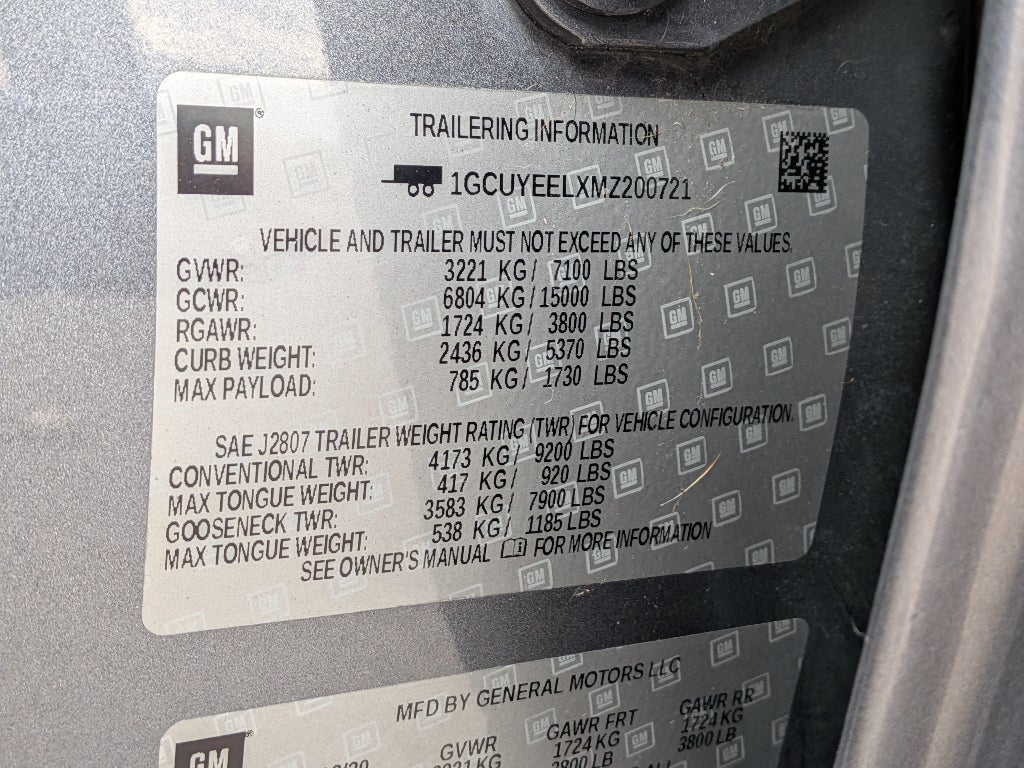 GM
TRAILERING INFORMATION
1GCUYEELXMZ200721
VEHICLE AND TRAILER MUST NOT EXCEED ANY OF THESE VALUES.
GVWR: 3221 KG / 7100 LBS
GCWR: 6804 KG / 15000 LBS
RGAWR: 1724 KG / 3800 LBS
CURB WEIGHT: 2436 KG / 5370 LBS
MAX PAYLOAD: 785 KG / 1730 LBS
SAE J2807 TRAILER WEIGHT RATING (TWR) FOR VEHICLE CONFIGURATION.
CONVENTIONAL TWR: 4173 KG / 9200 LBS
MAX TONGUE WEIGHT: 417 KG / 920 LBS
GOOSENECK TWR: 3583 KG / 7900 LBS
MAX TONGUE WEIGHT: 538 KG / 1185 LBS
SEE OWNER'S MANUAL FOR MORE INFORMATION
GM
MFD BY GENERAL MOTORS LLC
GVWR GAWR FRT GAWR RR
1724 KG 1724 KG
3800 LB